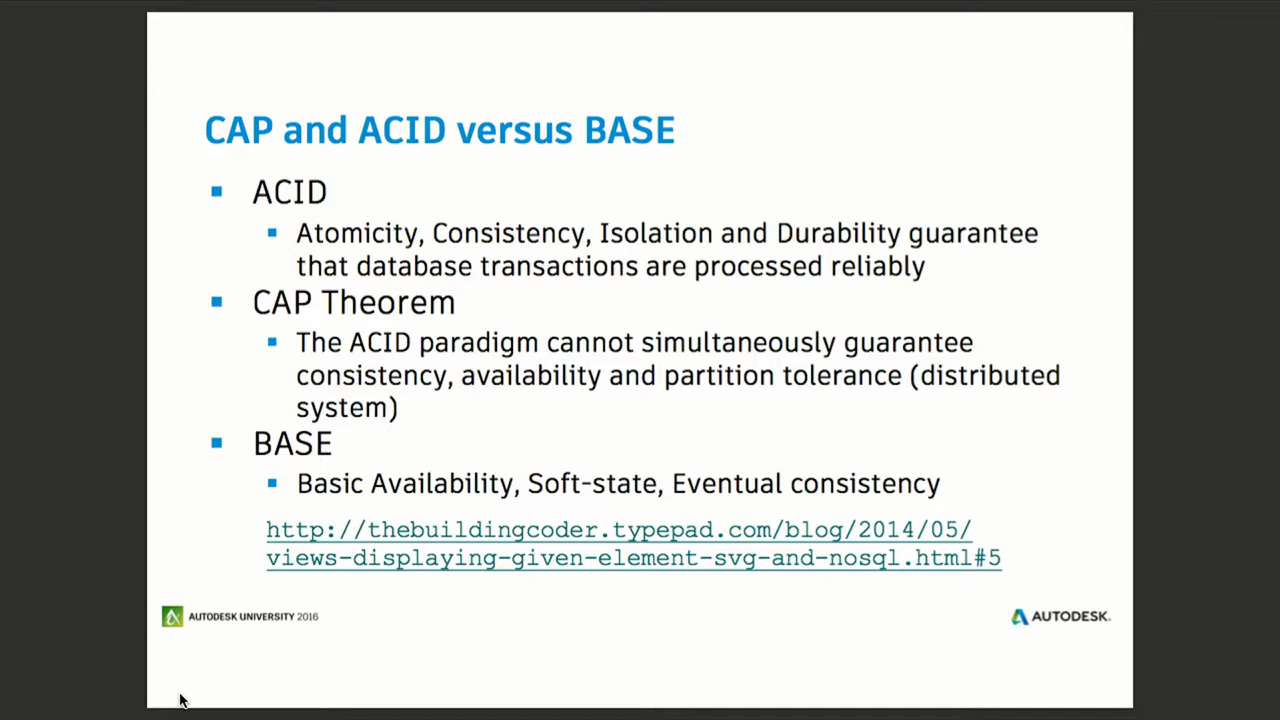 CAP and ACID versus BASE
ACID
Atomicity, Consistency, Isolation and Durability guarantee
that database transactions are processed reliably
CAP Theorem
The ACID paradigm cannot simultaneously guarantee
consistency, availability and partition tolerance (distributed
system)
BASE
Basic Availability, Soft-state, Eventual consistency
http://thebuildingcoder.typepad.com/blog/2014/05/
views-displaying-given-element-svg-and-nosql.html#5
AUTODESK UNIVERSITY 2016
AUTODESK.